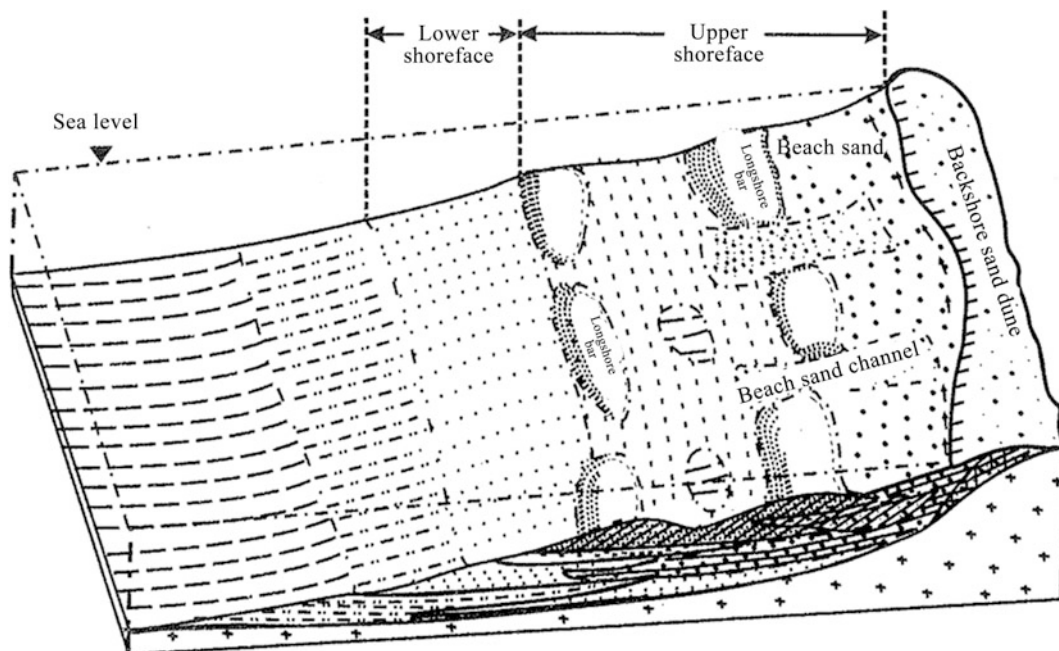 Lower
shoreface
Upper
shoreface
Sea level
Longshore
bar
Beach sand
Backshore sand dune
Longshore
bar
Beach sand channel